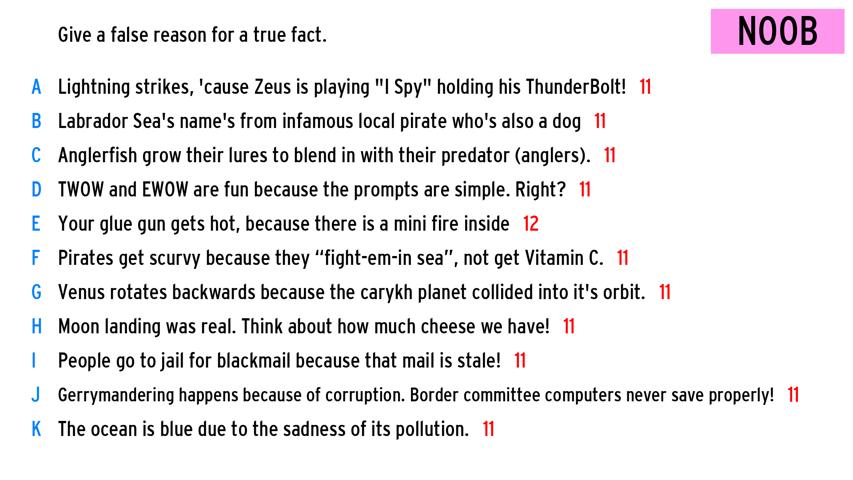 Give a false reason for a true fact.
NOOB
A Lightning strikes, 'cause Zeus is playing "I Spy" holding his ThunderBolt! 11
B Labrador Sea's name's from infamous local pirate who's also a dog 11
C Anglerfish grow their lures to blend in with their predator (anglers). 11
D TWOW and EWOW are fun because the prompts are simple. Right? 11
E Your glue gun gets hot, because there is a mini fire inside 12
F Pirates get scurvy because they “fight-em-in sea”, not get Vitamin C. 11
G Venus rotates backwards because the carykh planet collided into it's orbit. 11
H Moon landing was real. Think about how much cheese we have! 11
I People go to jail for blackmail because that mail is stale! 11
J Gerrymandering happens because of corruption. Border committee computers never save properly! 11
K The ocean is blue due to the sadness of its pollution. 11